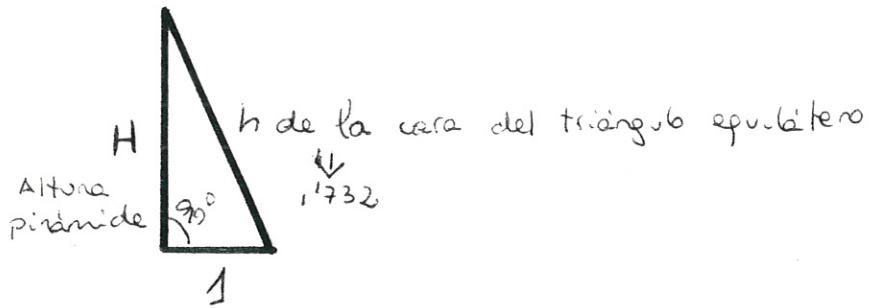 H
h de la cara del triángulo equilátero
1'732
Altura
pirámide
90°
1